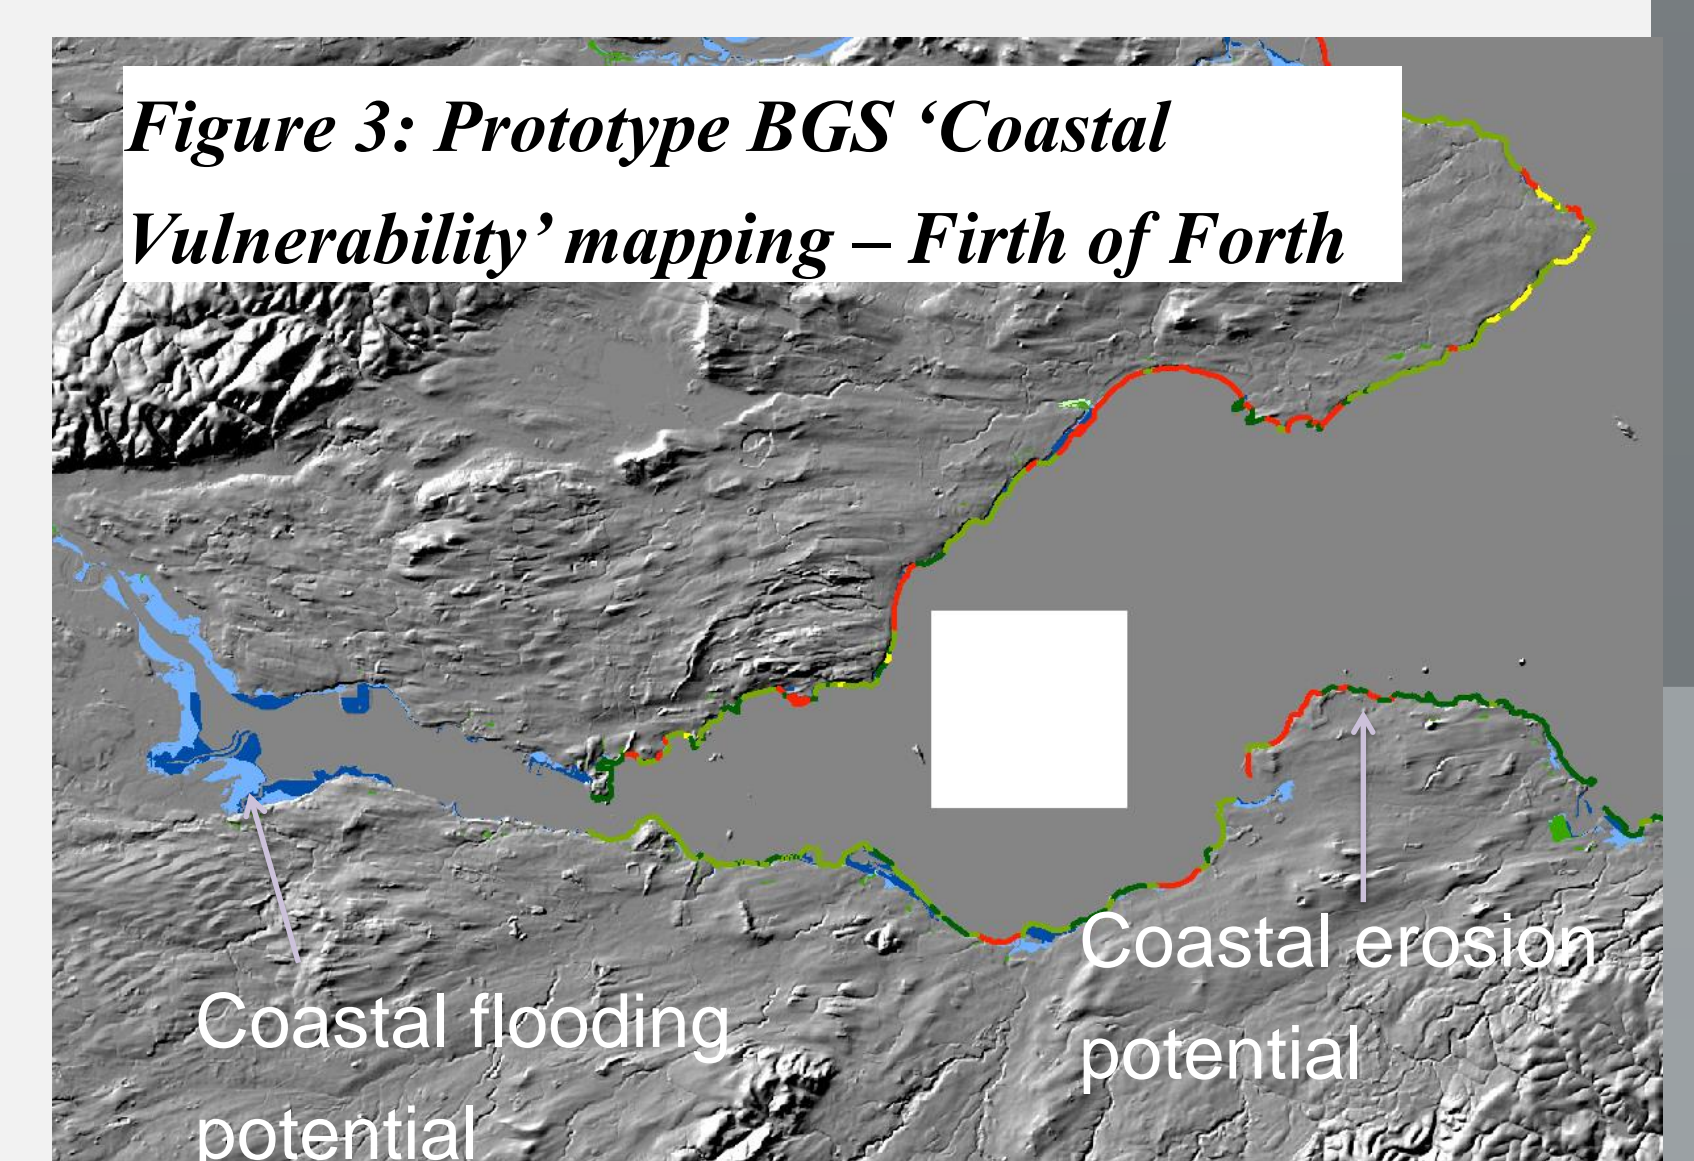 Figure 3: Prototype BGS ‘Coastal
Vulnerability’ mapping – Firth of Forth
Coastal erosion
potential
Coastal flooding
potential